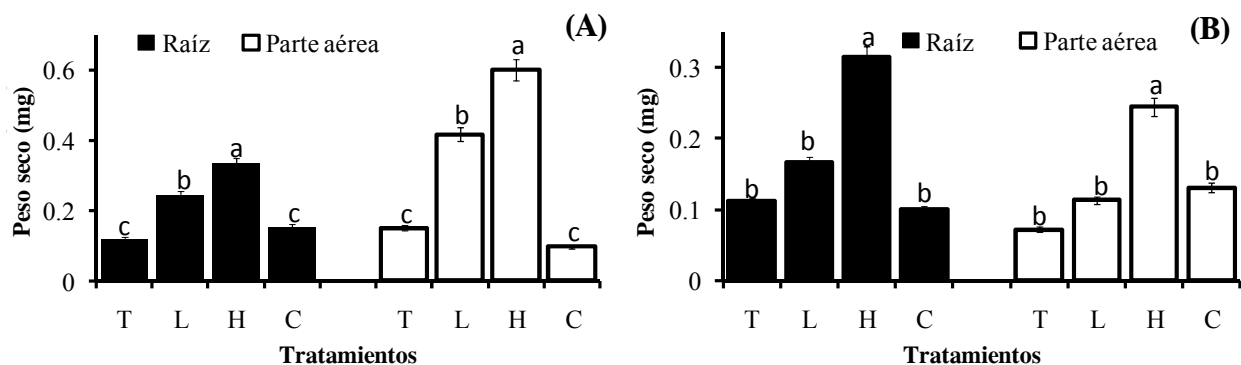 Raíz Parte aérea (A)
Peso seco (mg)
0.6
0.4
0.2
0
c b a c c b a c
T L H C T L H C
Tratamientos
Raíz Parte aérea (B)
Peso seco (mg)
0.3
0.2
0.1
0
b b a b b b a b
T L H C T L H C
Tratamientos